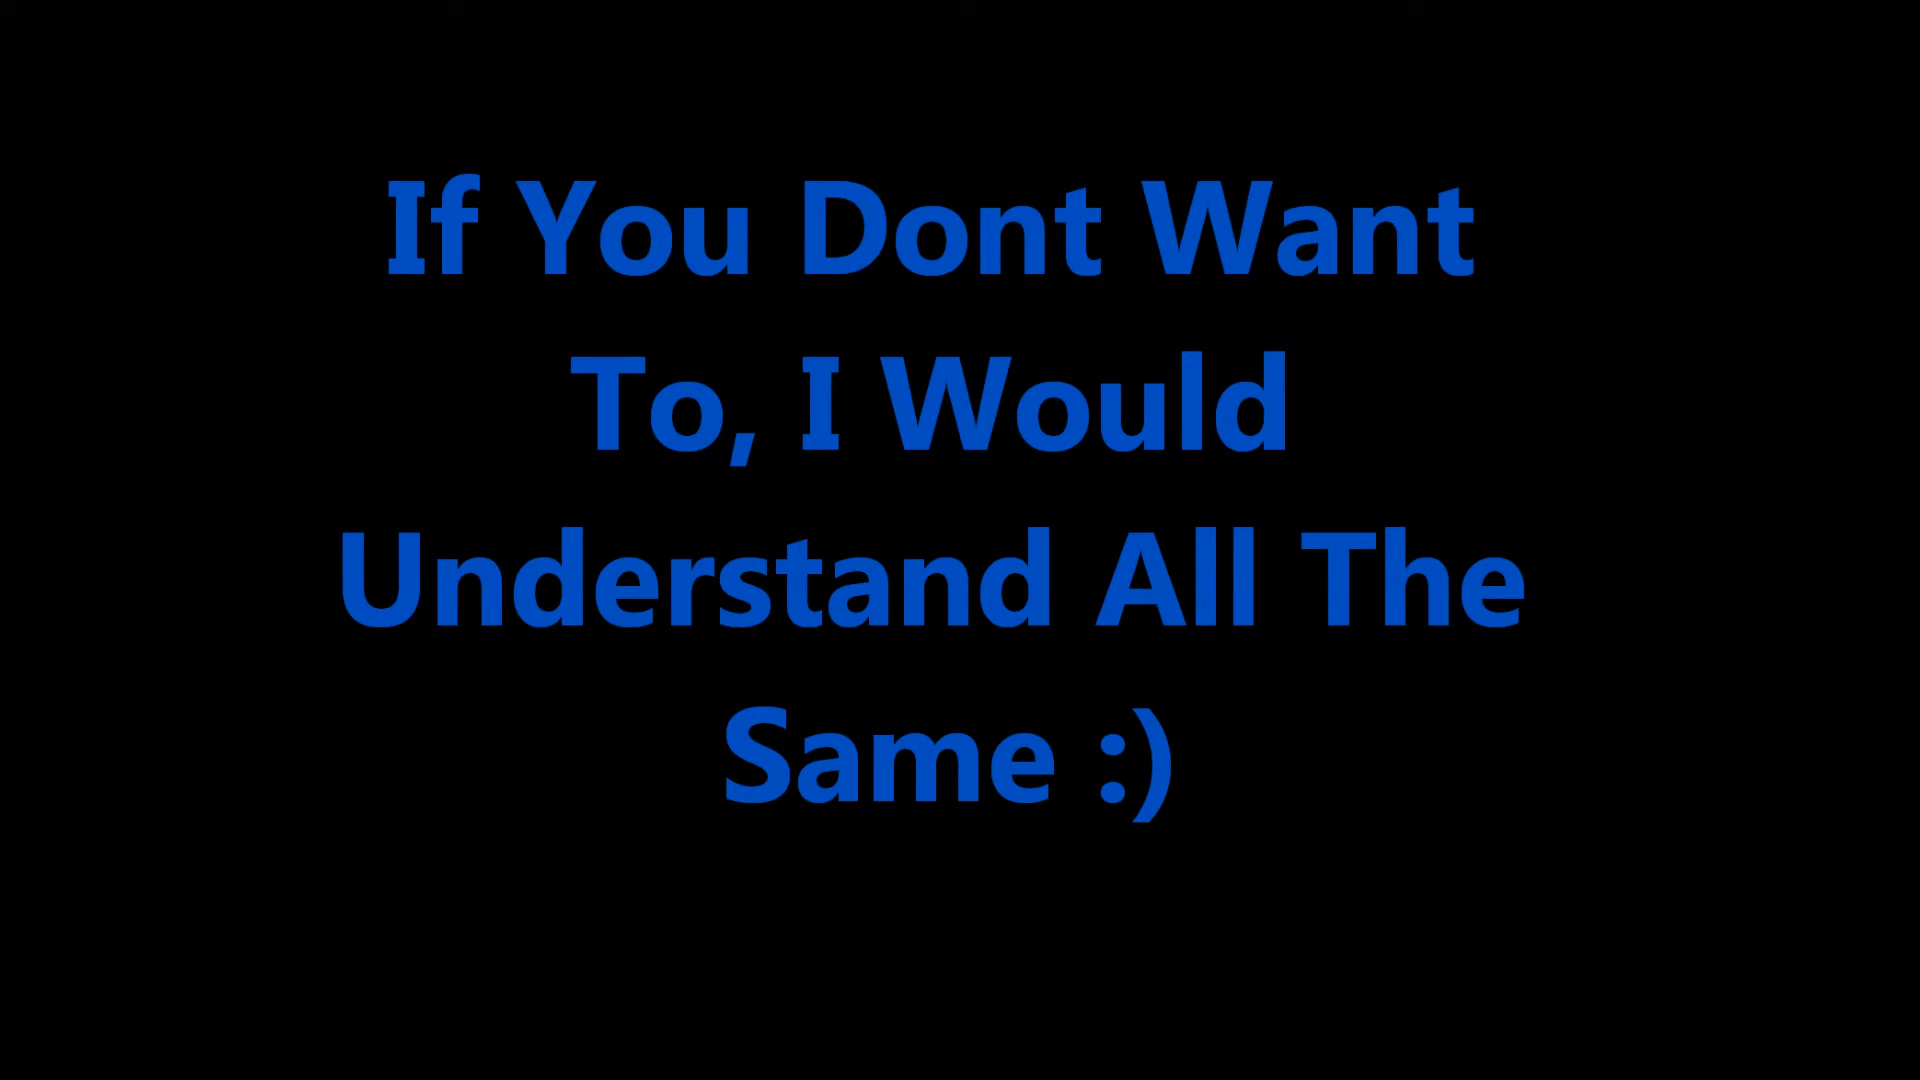 If You Dont Want
To, I Would
Understand All The
Same :)